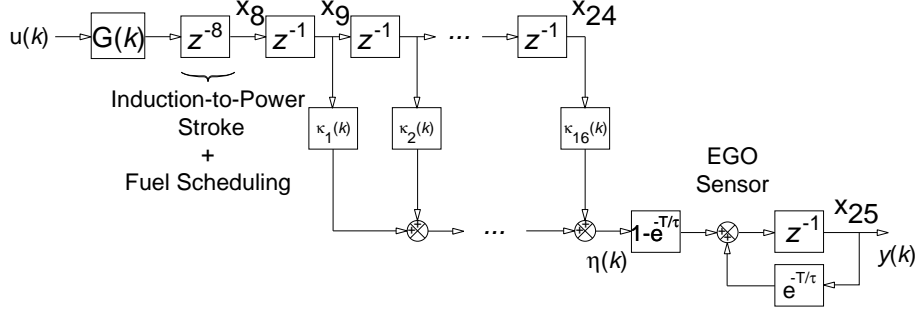 x8 x9 x24
u(k) G(k) z⁻⁸ z⁻¹ z⁻¹ ... z⁻¹
Induction-to-Power
Stroke
+
Fuel Scheduling
κ1(k) κ2(k) κ16(k)
EGO
Sensor
+ + ... + + 1-e^-T/τ + + z⁻¹ x25
η(k) y(k)
e^-T/τ